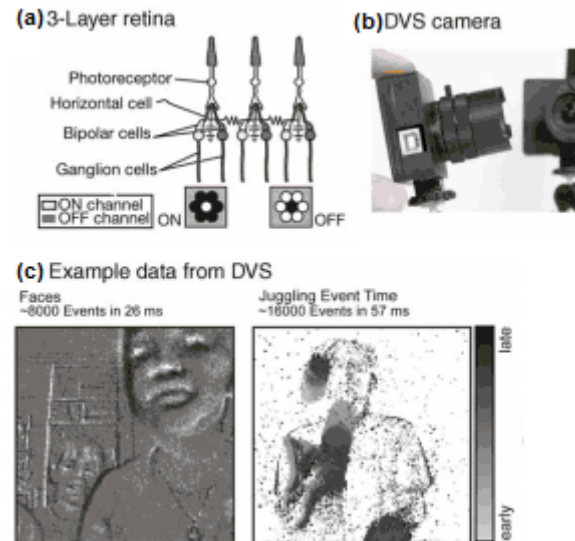 (a) 3-Layer retina
Photoreceptor
Horizontal cell
Bipolar cells
Ganglion cells
ON channel
OFF channel
ON
OFF
(b) DVS camera
(c) Example data from DVS
Faces
~8000 Events in 26 ms
Juggling Event Time
~16000 Events in 57 ms
late
early